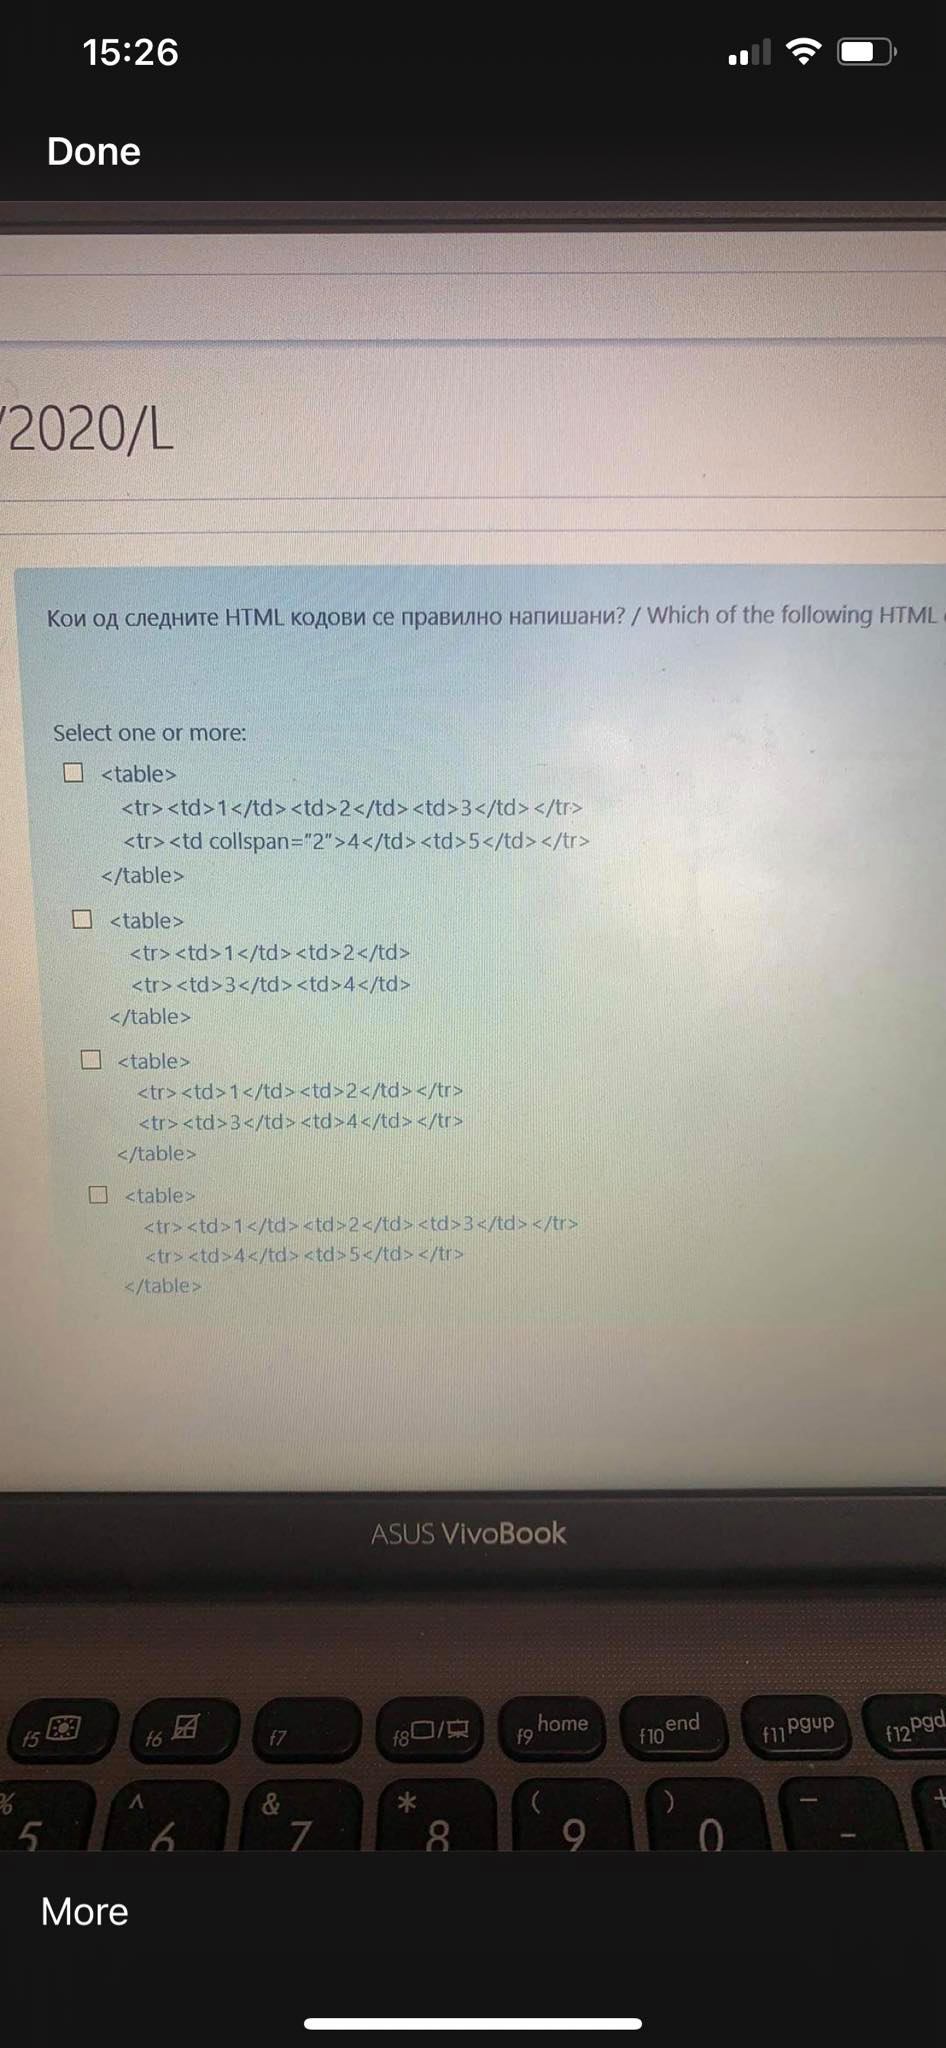 15:26
Done
/2020/L
Кои од следните HTML кодови се правилно напишани? / Which of the following HTML
Select one or more:
<table>
<tr><td>1</td><td>2</td><td>3</td></tr>
<tr><td collspan="2">4</td><td>5</td></tr>
</table>
<table>
<tr><td>1</td><td>2</td>
<tr><td>3</td><td>4</td>
</table>
<table>
<tr><td>1</td><td>2</td></tr>
<tr><td>3</td><td>4</td></tr>
</table>
<table>
<tr><td>1</td><td>2</td><td>3</td></tr>
<tr><td>4</td><td>5</td></tr>
</table>
ASUS VivoBook
f5 f6 f7 f8 f9 home f10 end f11 pgup f12 pgd
% ^ & * ( ) _ +
5 6 7 8 9 0 -
More